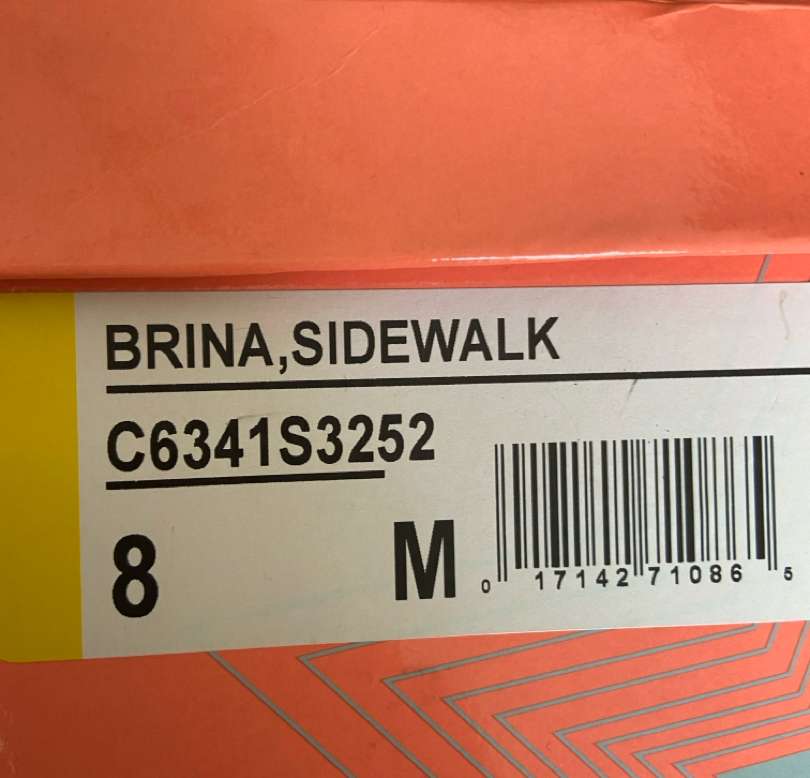 BRINA,SIDEWALK
C6341S3252
8 M
0 17142 71086 5